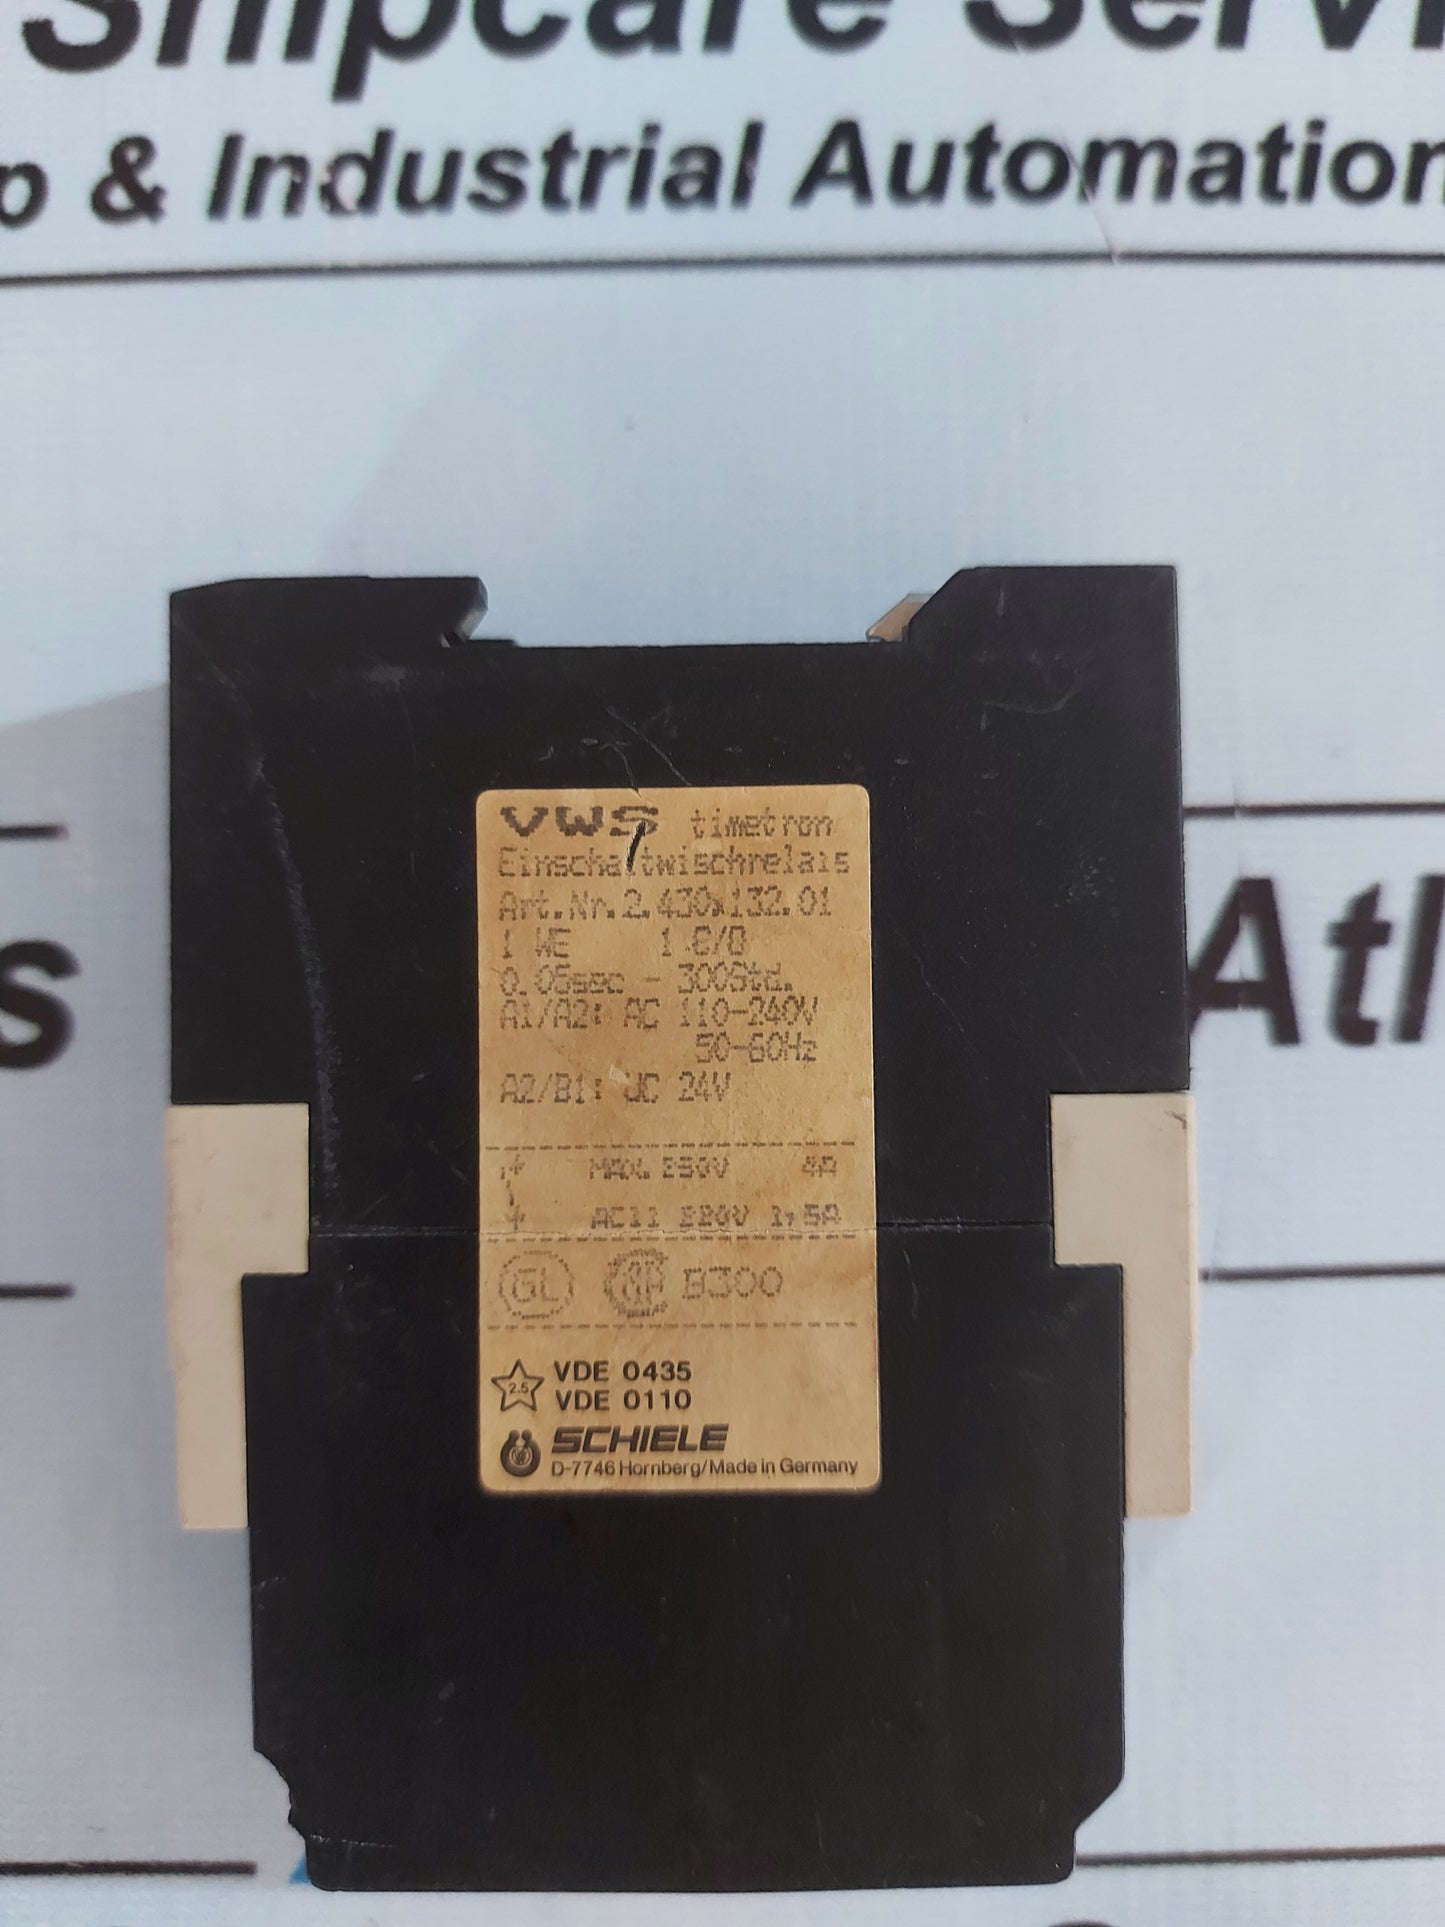 Shipcare Servi
p & Industrial Automation
VWS timetron
Einschaltwischrelais
Art.Nr.2.430.132.01
1 WE 1 E/B
0.05sec - 300Std.
A1/A2: AC 110-240V
50-60Hz
A2/B1: DC 24V
MAX. 250V 4A
AC11 220V 1,5A
GL B300
2.5 VDE 0435
VDE 0110
SCHIELE
D-7746 Hornberg/Made in Germany
s Atl